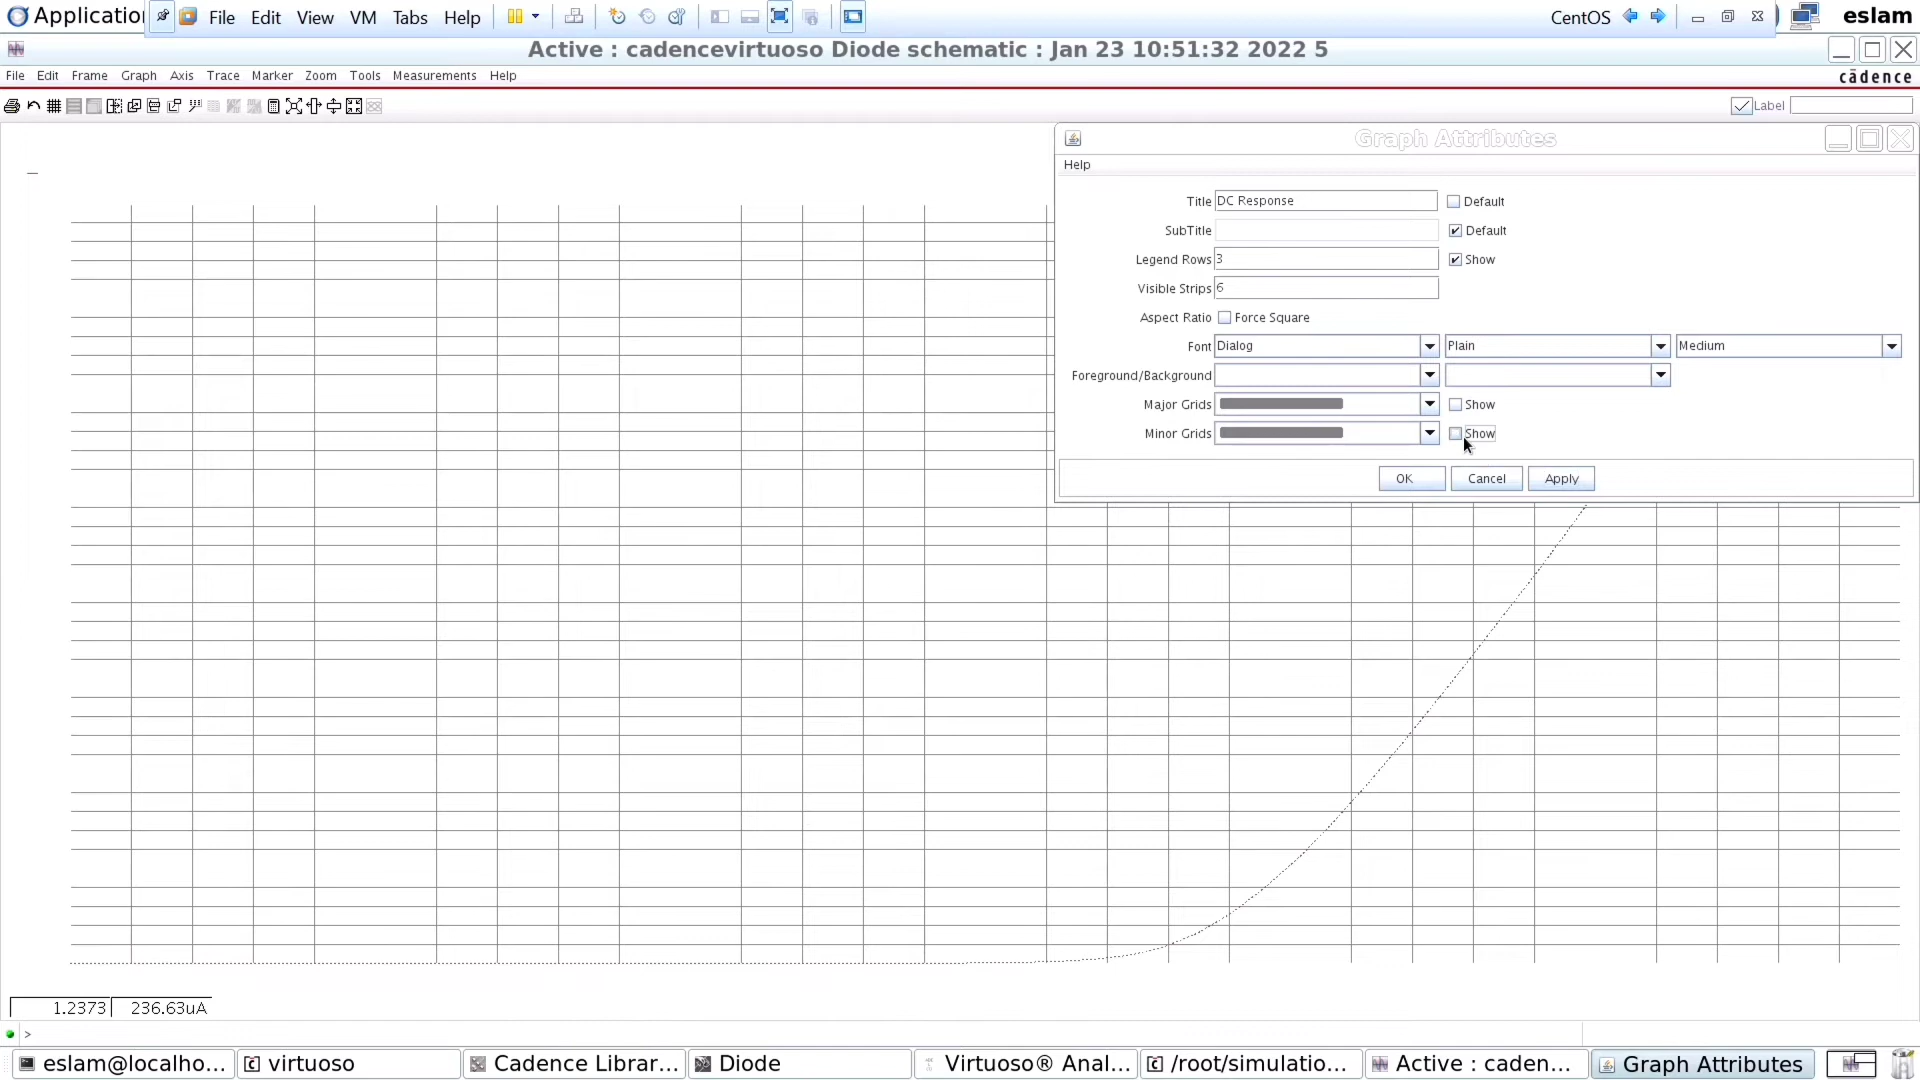 Application
File Edit View VM Tabs Help
CentOS
eslam
Active : cadencevirtuoso Diode schematic : Jan 23 10:51:32 2022 5
File Edit Frame Graph Axis Trace Marker Zoom Tools Measurements Help
cādence
Label
Graph Attributes
Help
Title DC Response Default
SubTitle Default
Legend Rows 3 Show
Visible Strips 6
Aspect Ratio Force Square
Font Dialog Plain Medium
Foreground/Background
Major Grids Show
Minor Grids Show
OK Cancel Apply
1.2373 236.63uA
>
eslam@localho... virtuoso Cadence Librar... Diode Virtuoso® Anal... /root/simulatio... Active : caden... Graph Attributes